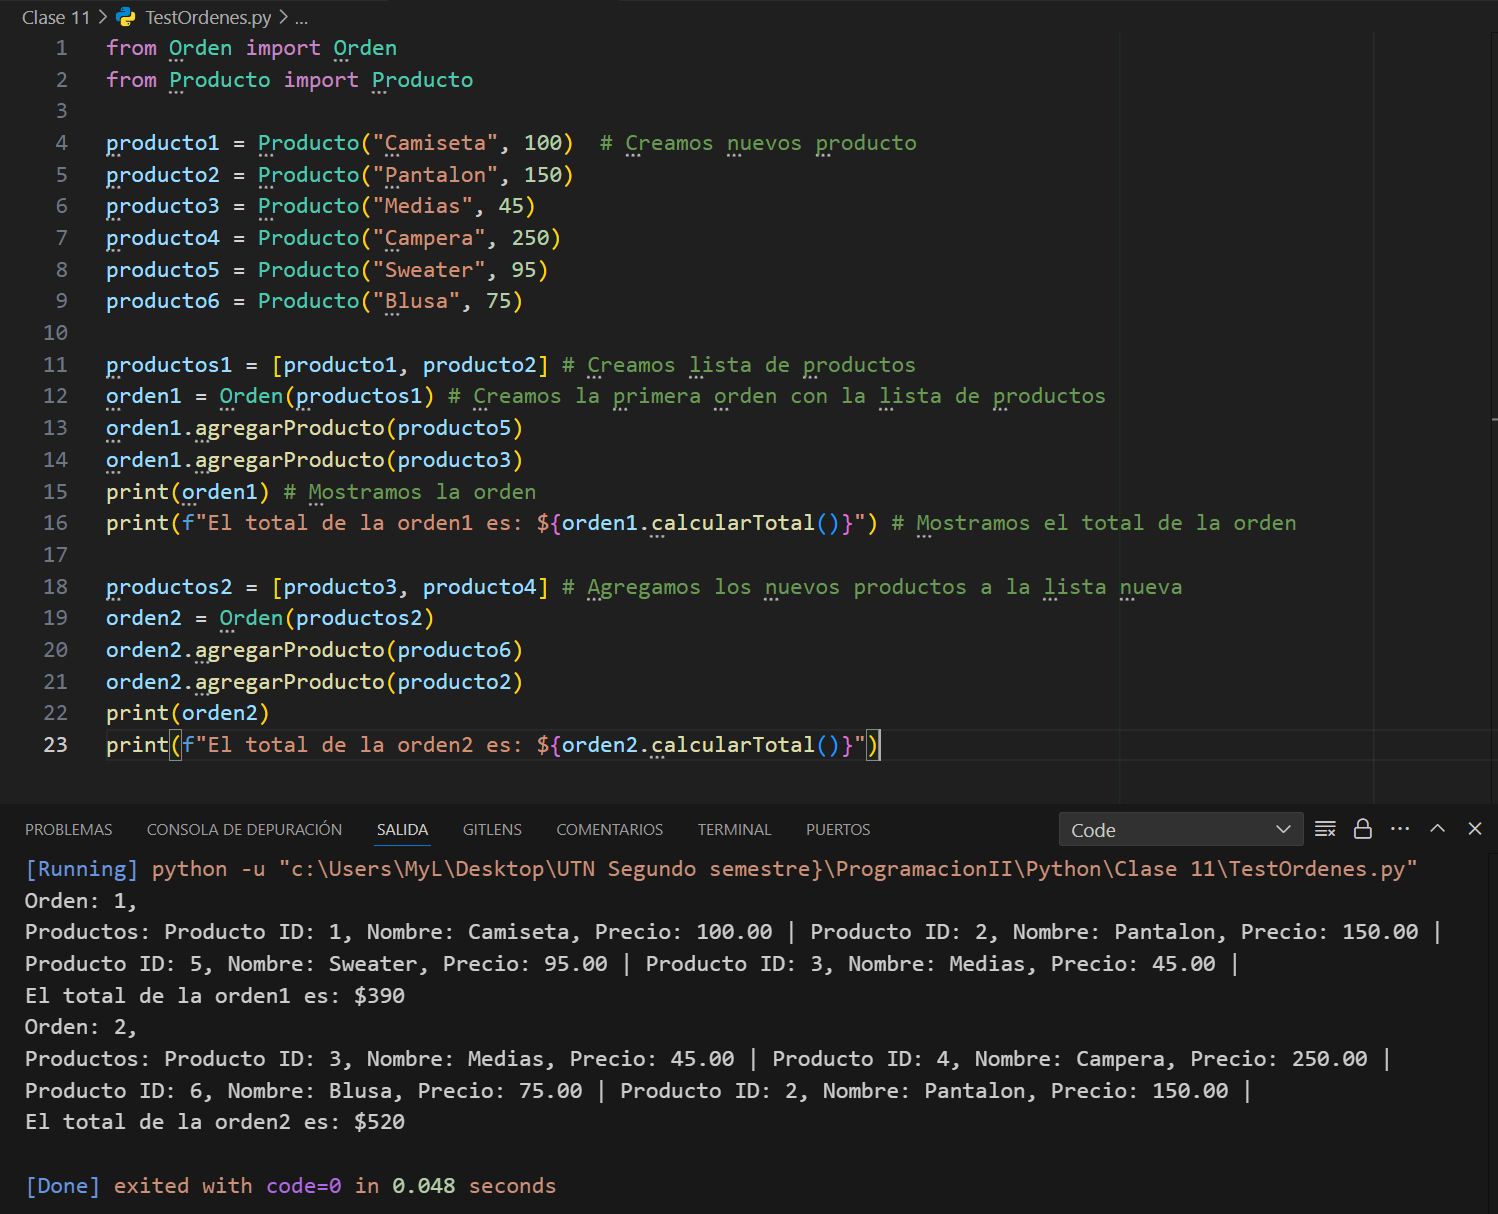 Clase 11 > TestOrdenes.py > ...
1 from Orden import Orden
2 from Producto import Producto
3
4 producto1 = Producto("Camiseta", 100)  # Creamos nuevos producto
5 producto2 = Producto("Pantalon", 150)
6 producto3 = Producto("Medias", 45)
7 producto4 = Producto("Campera", 250)
8 producto5 = Producto("Sweater", 95)
9 producto6 = Producto("Blusa", 75)
10
11 productos1 = [producto1, producto2] # Creamos lista de productos
12 orden1 = Orden(productos1) # Creamos la primera orden con la lista de productos
13 orden1.agregarProducto(producto5)
14 orden1.agregarProducto(producto3)
15 print(orden1) # Mostramos la orden
16 print(f"El total de la orden1 es: ${orden1.calcularTotal()}") # Mostramos el total de la orden
17
18 productos2 = [producto3, producto4] # Agregamos los nuevos productos a la lista nueva
19 orden2 = Orden(productos2)
20 orden2.agregarProducto(producto6)
21 orden2.agregarProducto(producto2)
22 print(orden2)
23 print(f"El total de la orden2 es: ${orden2.calcularTotal()}")
PROBLEMAS CONSOLA DE DEPURACIÓN SALIDA GITLENS COMENTARIOS TERMINAL PUERTOS Code
[Running] python -u "c:\Users\MyL\Desktop\UTN Segundo semestre}\ProgramacionII\Python\Clase 11\TestOrdenes.py"
Orden: 1,
Productos: Producto ID: 1, Nombre: Camiseta, Precio: 100.00 | Producto ID: 2, Nombre: Pantalon, Precio: 150.00 |
Producto ID: 5, Nombre: Sweater, Precio: 95.00 | Producto ID: 3, Nombre: Medias, Precio: 45.00 |
El total de la orden1 es: $390
Orden: 2,
Productos: Producto ID: 3, Nombre: Medias, Precio: 45.00 | Producto ID: 4, Nombre: Campera, Precio: 250.00 |
Producto ID: 6, Nombre: Blusa, Precio: 75.00 | Producto ID: 2, Nombre: Pantalon, Precio: 150.00 |
El total de la orden2 es: $520
[Done] exited with code=0 in 0.048 seconds